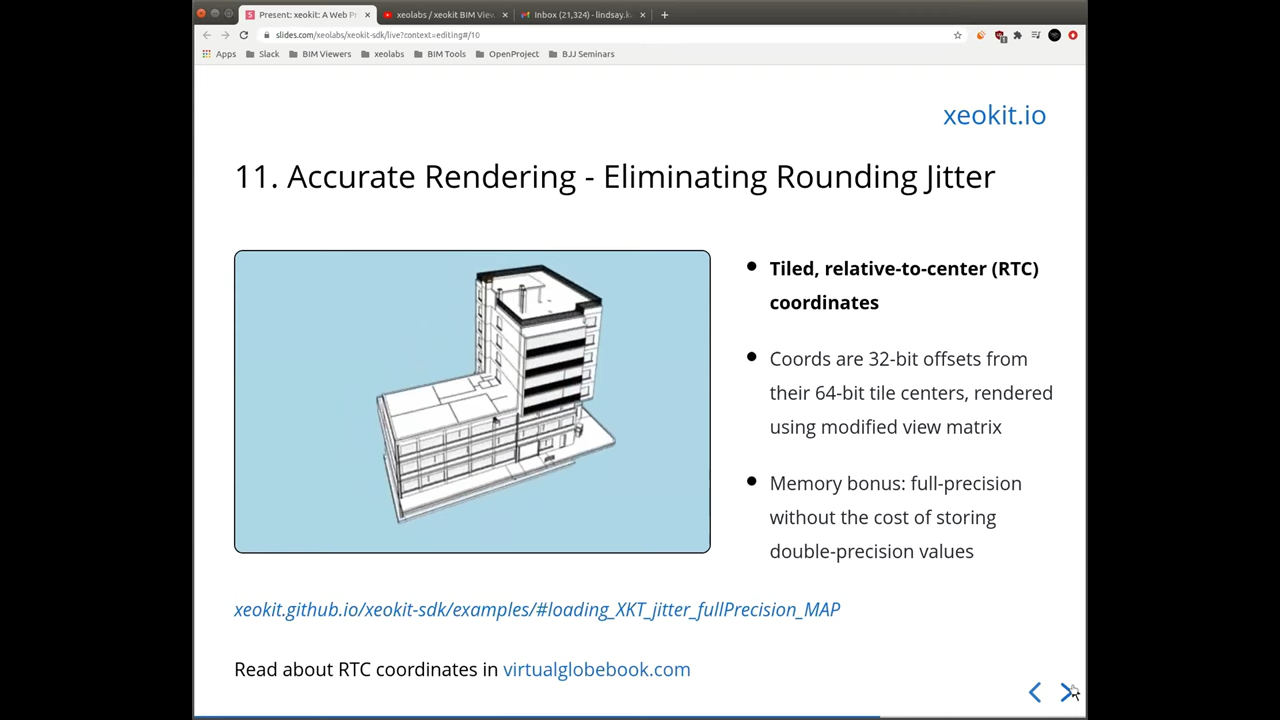 Present: xeokit: A Web Pr
xeolabs / xeokit BIM View
Inbox (21,324) - lindsay.k
slides.com/xeolabs/xeokit-sdk/live?context=editing#/10
Apps Slack BIM Viewers xeolabs BIM Tools OpenProject BJJ Seminars
xeokit.io
11. Accurate Rendering - Eliminating Rounding Jitter
Tiled, relative-to-center (RTC)
coordinates
Coords are 32-bit offsets from
their 64-bit tile centers, rendered
using modified view matrix
Memory bonus: full-precision
without the cost of storing
double-precision values
xeokit.github.io/xeokit-sdk/examples/#loading_XKT_jitter_fullPrecision_MAP
Read about RTC coordinates in virtualglobebook.com